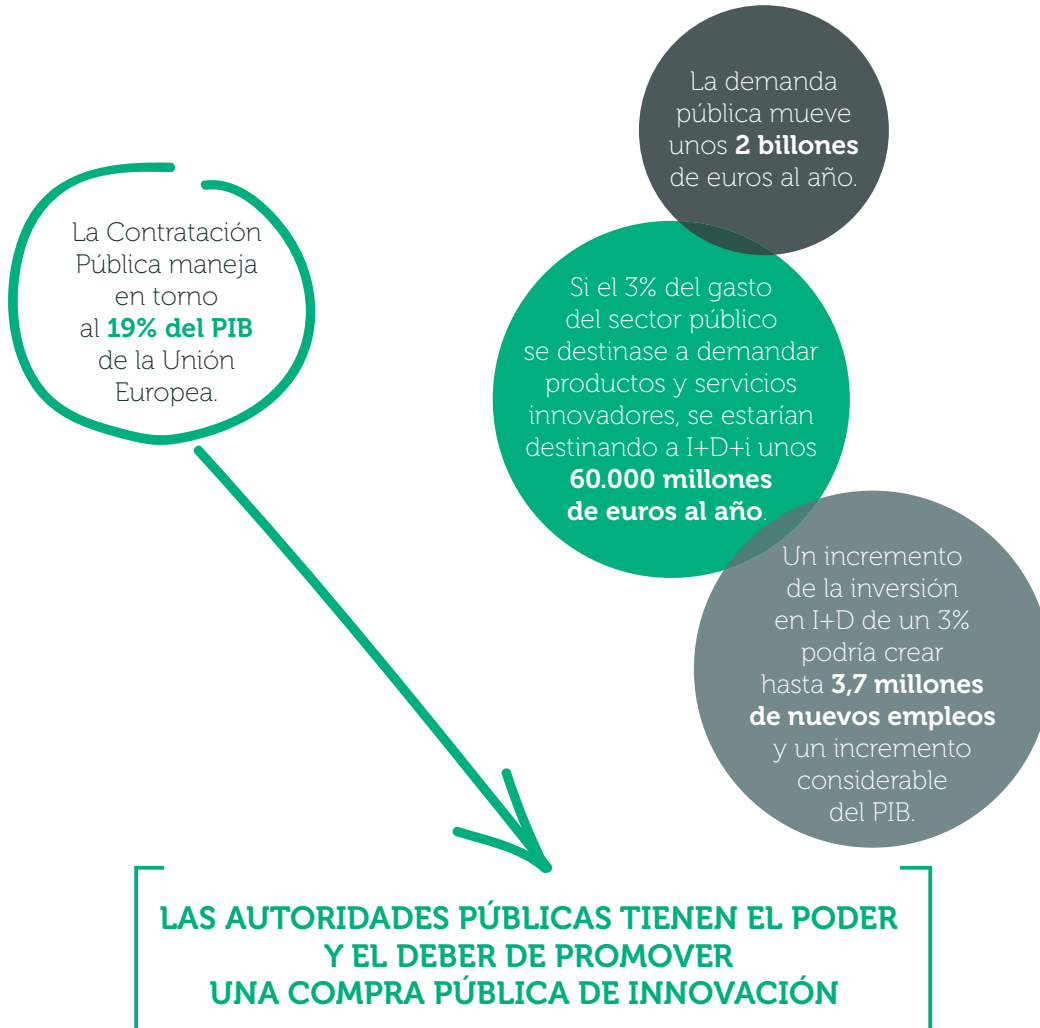 La demanda
pública mueve
unos 2 billones
de euros al año.
La Contratación
Pública maneja
en torno
al 19% del PIB
de la Unión
Europea.
Si el 3% del gasto
del sector público
se destinase a demandar
productos y servicios
innovadores, se estarían
destinando a I+D+i unos
60.000 millones
de euros al año.
Un incremento
de la inversión
en I+D de un 3%
podría crear
hasta 3,7 millones
de nuevos empleos
y un incremento
considerable
del PIB.
LAS AUTORIDADES PÚBLICAS TIENEN EL PODER
Y EL DEBER DE PROMOVER
UNA COMPRA PÚBLICA DE INNOVACIÓN